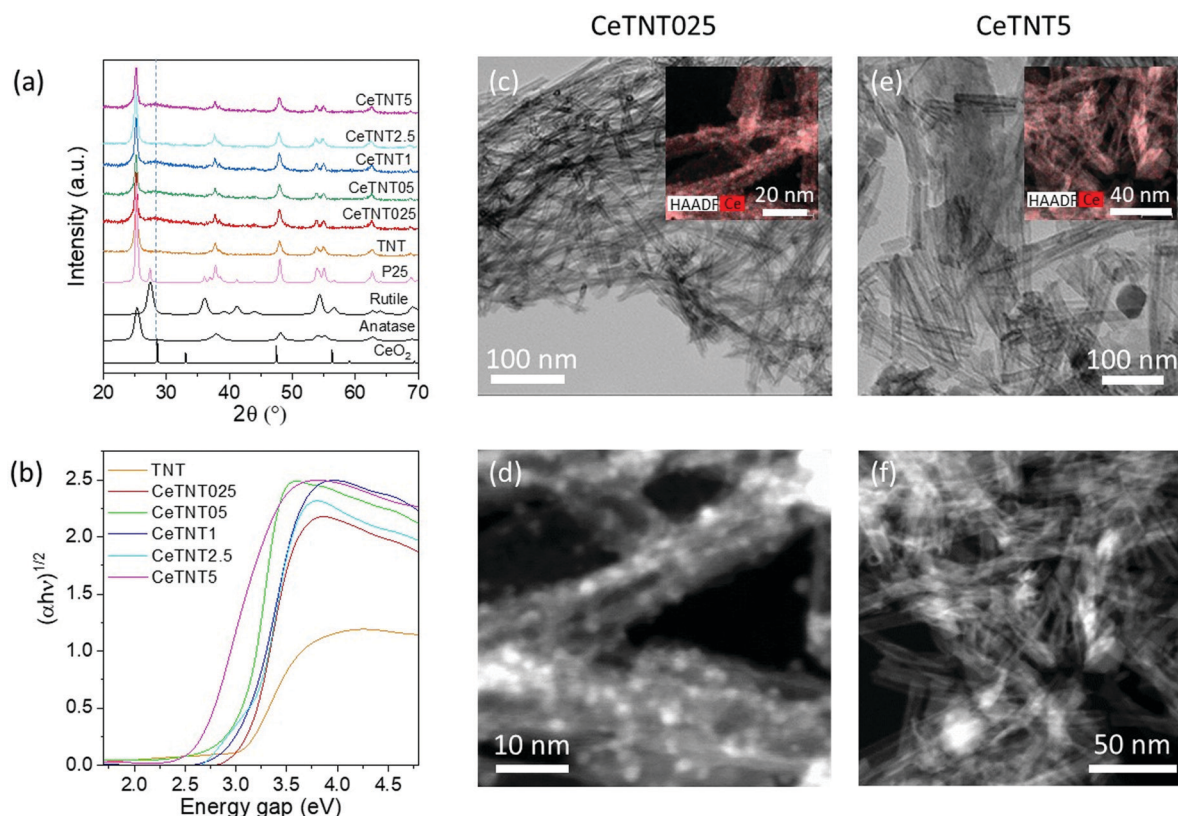 CeTNT025
CeTNT5
(a)
Intensity (a.u.)
CeTNT5
CeTNT2.5
CeTNT1
CeTNT05
CeTNT025
TNT
P25
Rutile
Anatase
CeO₂
20 30 40 50 60 70
2θ (°)
(b)
(αhν)^1/2
2.5
2.0
1.5
1.0
0.5
0.0
TNT
CeTNT025
CeTNT05
CeTNT1
CeTNT2.5
CeTNT5
2.0 2.5 3.0 3.5 4.0 4.5
Energy gap (eV)
(c)
HAADF Ce
20 nm
100 nm
(e)
HAADF Ce
40 nm
100 nm
(d)
10 nm
(f)
50 nm